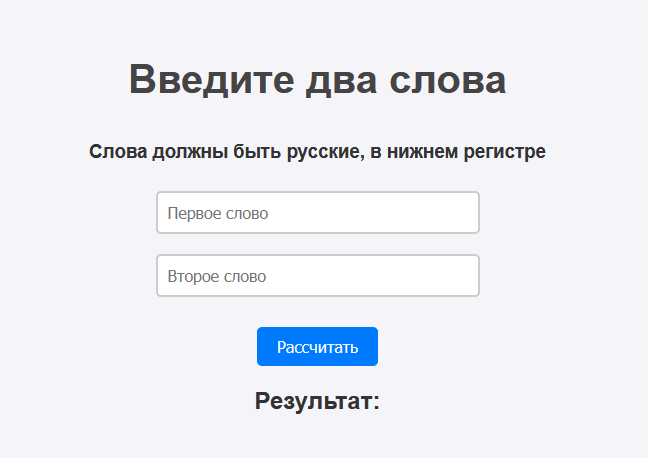 Введите два слова
Слова должны быть русские, в нижнем регистре
Первое слово
Второе слово
Рассчитать
Результат: